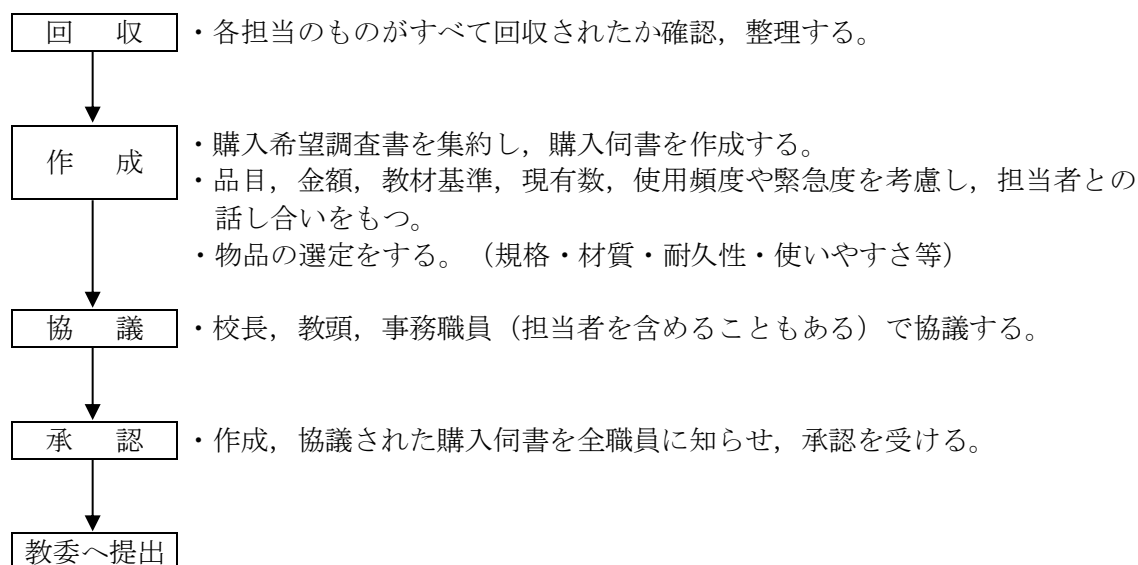 回　収 ・各担当のものがすべて回収されたか確認，整理する。
・購入希望調査書を集約し，購入伺書を作成する。
作　成 ・品目，金額，教材基準，現有数，使用頻度や緊急度を考慮し，担当者との
話し合いをもつ。
・物品の選定をする。（規格・材質・耐久性・使いやすさ等）
協　議 ・校長，教頭，事務職員（担当者を含めることもある）で協議する。
承　認 ・作成，協議された購入伺書を全職員に知らせ，承認を受ける。
教委へ提出